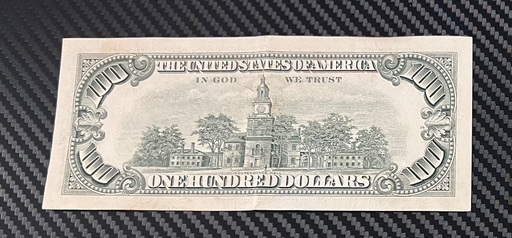 100 THE UNITED STATES OF AMERICA 100
IN GOD WE TRUST
100 ONE HUNDRED DOLLARS 100